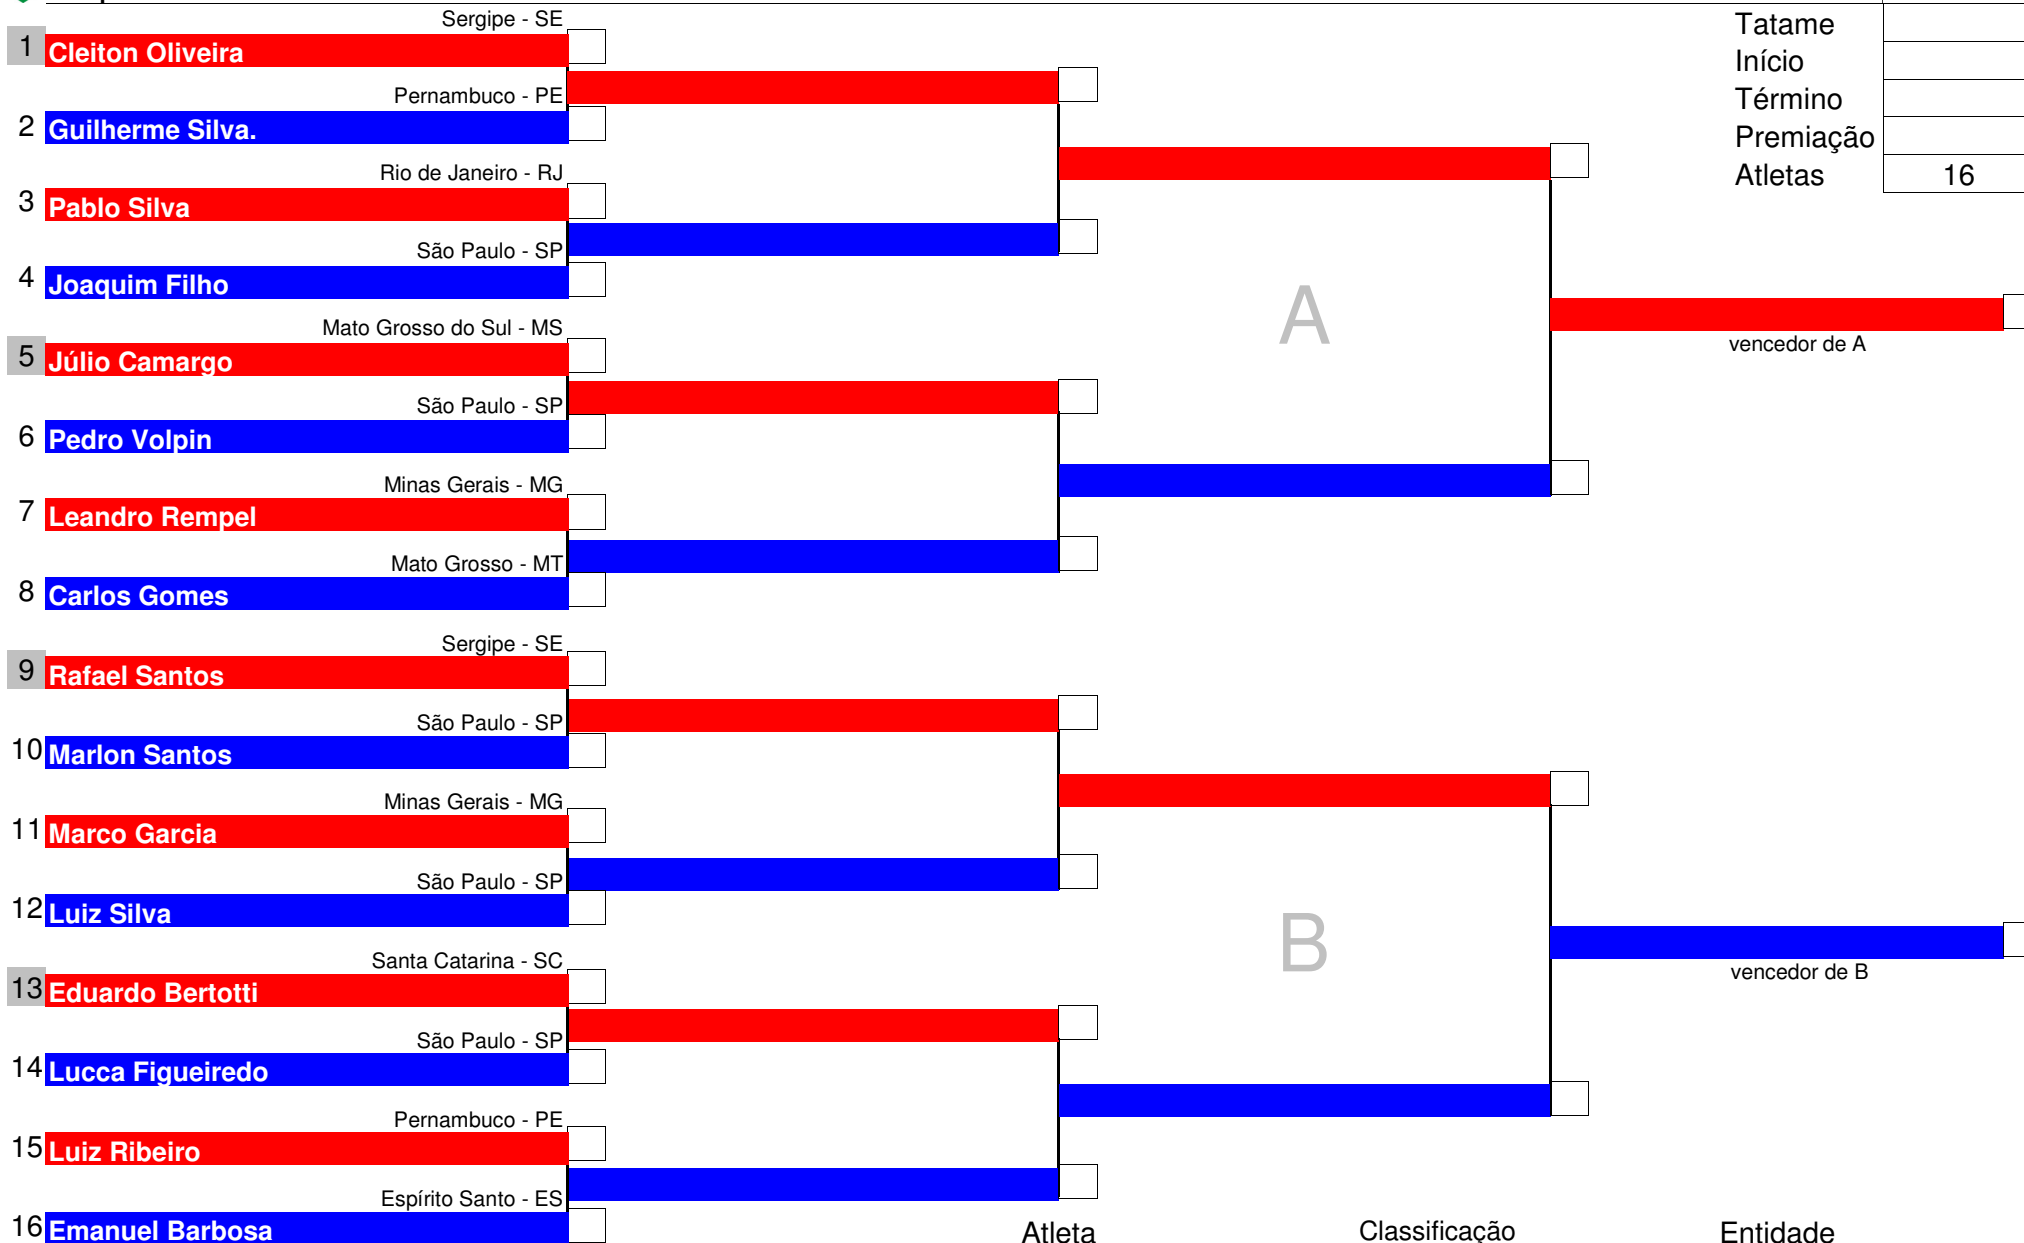 Sergipe - SE
1 Cleiton Oliveira
Pernambuco - PE
2 Guilherme Silva.
Rio de Janeiro - RJ
3 Pablo Silva
São Paulo - SP
4 Joaquim Filho
Mato Grosso do Sul - MS
5 Júlio Camargo
São Paulo - SP
6 Pedro Volpin
Minas Gerais - MG
7 Leandro Rempel
Mato Grosso - MT
8 Carlos Gomes
Sergipe - SE
9 Rafael Santos
São Paulo - SP
10 Marlon Santos
Minas Gerais - MG
11 Marco Garcia
São Paulo - SP
12 Luiz Silva
Santa Catarina - SC
13 Eduardo Bertotti
São Paulo - SP
14 Lucca Figueiredo
Pernambuco - PE
15 Luiz Ribeiro
Espírito Santo - ES
16 Emanuel Barbosa
A
B
vencedor de A
vencedor de B
Tatame
Início
Término
Premiação
Atletas 16
Atleta Classificação Entidade